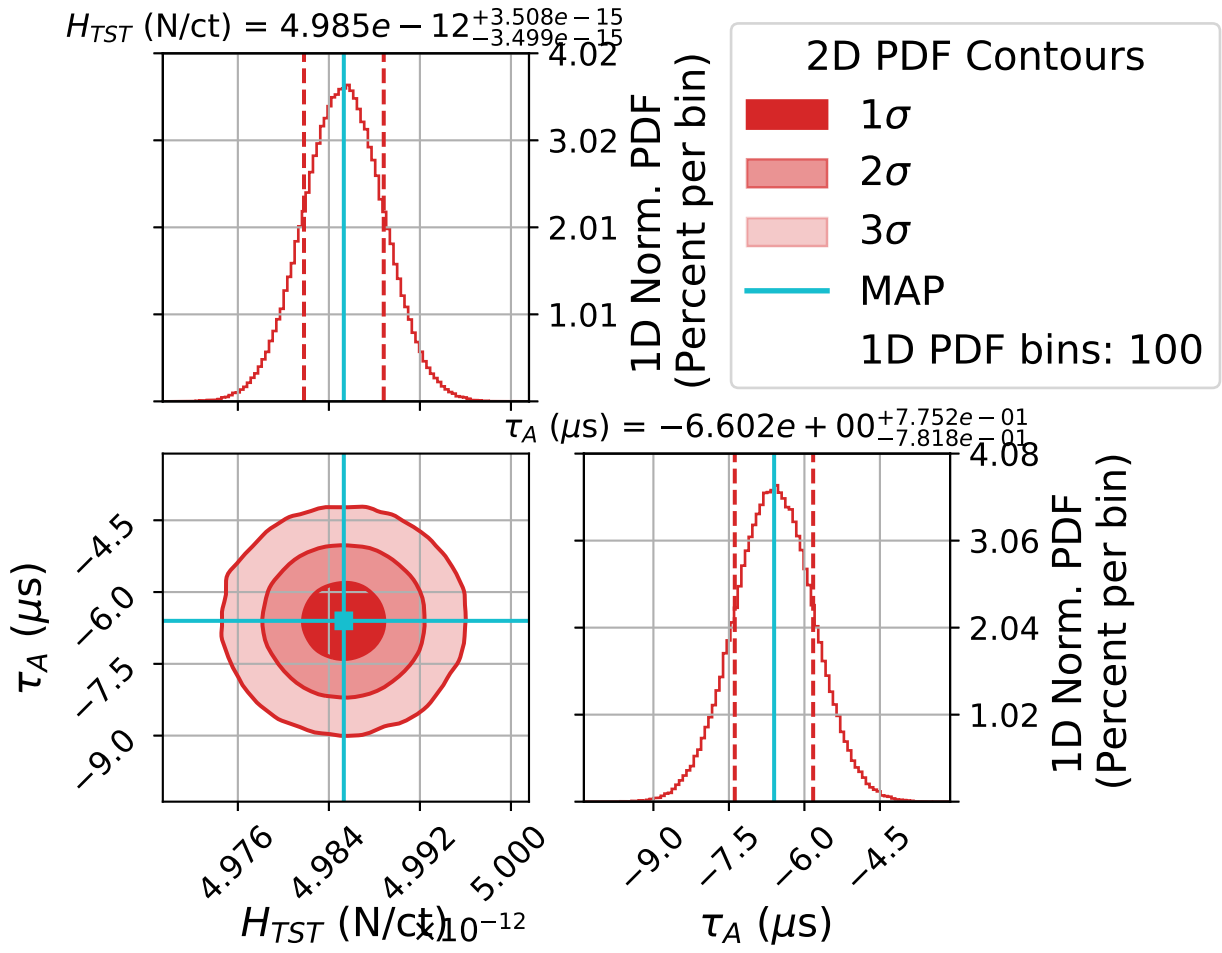 H_TST (N/ct) = 4.985e − 12 +3.508e − 15 −3.499e − 15
4.02
3.02
2.01
1.01
1D Norm. PDF
(Percent per bin)
2D PDF Contours
1σ
2σ
3σ
MAP
1D PDF bins: 100
τ_A (μs) = −6.602e + 00 +7.752e − 01 −7.818e − 01
−4.5
−6.0
−7.5
−9.0
τ_A (μs)
4.976
4.984
4.992
5.000
H_TST (N/ct)
×10⁻¹²
4.08
3.06
2.04
1.02
1D Norm. PDF
(Percent per bin)
−9.0
−7.5
−6.0
−4.5
τ_A (μs)